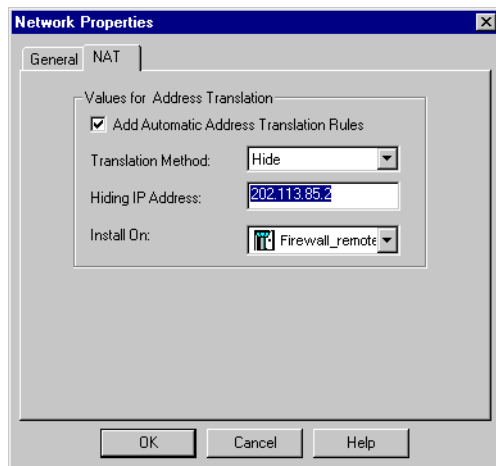 Network Properties
General
NAT
Values for Address Translation
Add Automatic Address Translation Rules
Translation Method:
Hide
Hiding IP Address:
202.113.85.2
Install On:
Firewall_remote
OK
Cancel
Help